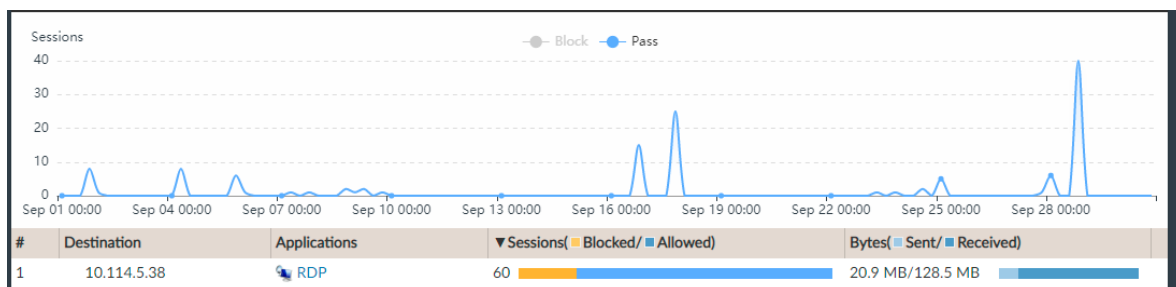 Sessions
Block Pass
40
30
20
10
0
Sep 01 00:00 Sep 04 00:00 Sep 07 00:00 Sep 10 00:00 Sep 13 00:00 Sep 16 00:00 Sep 19 00:00 Sep 22 00:00 Sep 25 00:00 Sep 28 00:00
# Destination Applications ▼Sessions( Blocked/ Allowed) Bytes( Sent/ Received)
1 10.114.5.38 RDP 60 20.9 MB/128.5 MB